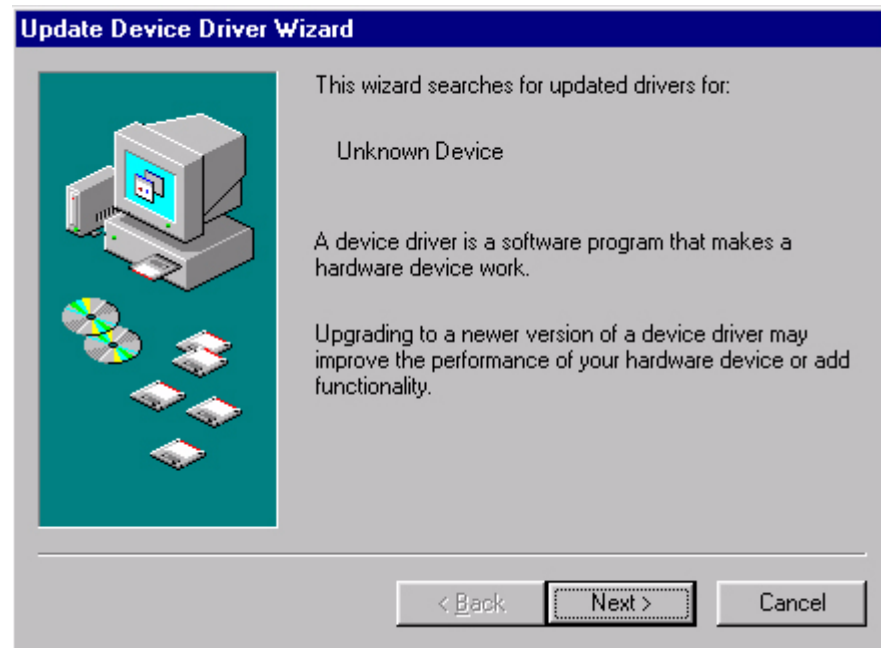 Update Device Driver Wizard
This wizard searches for updated drivers for:
Unknown Device
A device driver is a software program that makes a
hardware device work.
Upgrading to a newer version of a device driver may
improve the performance of your hardware device or add
functionality.
< Back
Next >
Cancel